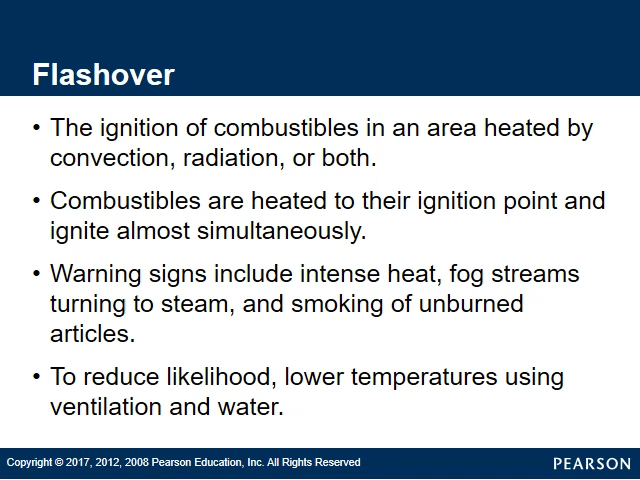 Flashover
• The ignition of combustibles in an area heated by
convection, radiation, or both.
• Combustibles are heated to their ignition point and
ignite almost simultaneously.
• Warning signs include intense heat, fog streams
turning to steam, and smoking of unburned
articles.
• To reduce likelihood, lower temperatures using
ventilation and water.
Copyright © 2017, 2012, 2008 Pearson Education, Inc. All Rights Reserved
PEARSON